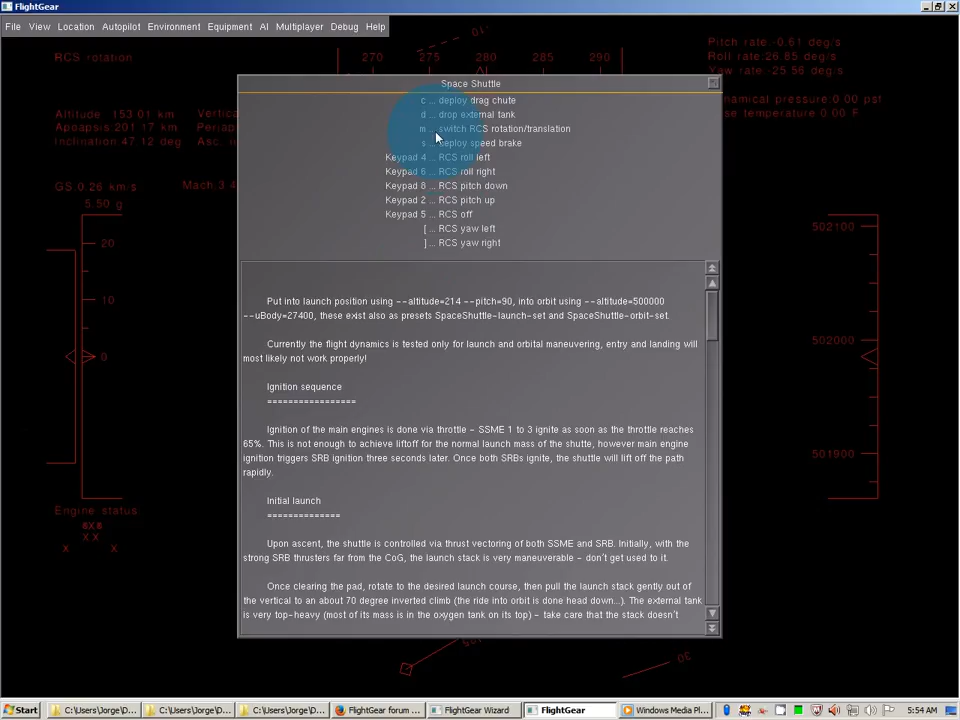 FlightGear
File View Location Autopilot Environment Equipment AI Multiplayer Debug Help
RCS rotation
270 275 280 285 290
Pitch rate -0.61 deg/s
Roll rate:26.85 deg/s
Yaw rate 25.56 deg/s
Altitude 153.01 km
Apoapsis:201.17 km
Inclination:47.12 deg
GS:0.26 km/s
5.50 g
20
10
0
Engine status
X X
X X
502100
502000
501900
30
Space Shuttle
c ... deploy drag chute
d ... drop external tank
m ... switch RCS rotation/translation
s ... deploy speed brake
Keypad 4 ... RCS roll left
Keypad 6 ... RCS roll right
Keypad 8 ... RCS pitch down
Keypad 2 ... RCS pitch up
Keypad 5 ... RCS off
[ ... RCS yaw left
] ... RCS yaw right
Put into launch position using --altitude=214 --pitch=90, into orbit using --altitude=500000
--uBody=27400, these exist also as presets SpaceShuttle-launch-set and SpaceShuttle-orbit-set.
Currently the flight dynamics is tested only for launch and orbital maneuvering, entry and landing will
most likely not work properly!
Ignition sequence
=================
Ignition of the main engines is done via throttle - SSME 1 to 3 ignite as soon as the throttle reaches
65%. This is not enough to achieve liftoff for the normal launch mass of the shutte, however main engine
ignition triggers SRB ignition three seconds later. Once both SRBs ignite, the shuttle will lift off the path
rapidly.
Initial launch
==============
Upon ascent, the shuttle is controlled via thrust vectoring of both SSME and SRB. Initially, with the
strong SRB thrusters far from the CoG, the launch stack is very maneuverable - don't get used to it.
Once clearing the pad, rotate to the desired launch course, then pull the launch stack gently out of
the vertical to an about 70 degree inverted climb (the ride into orbit is done head down...). The external tank
is very top-heavy (most of its mass is in the oxygen tank on its top) - take care that the stack doesn't
Start C:\Users\Jorge\D... C:\Users\Jorge\D... C:\Users\Jorge\D... FlightGear forum ... FlightGear Wizard FlightGear Windows Media Pl... 5:54 AM